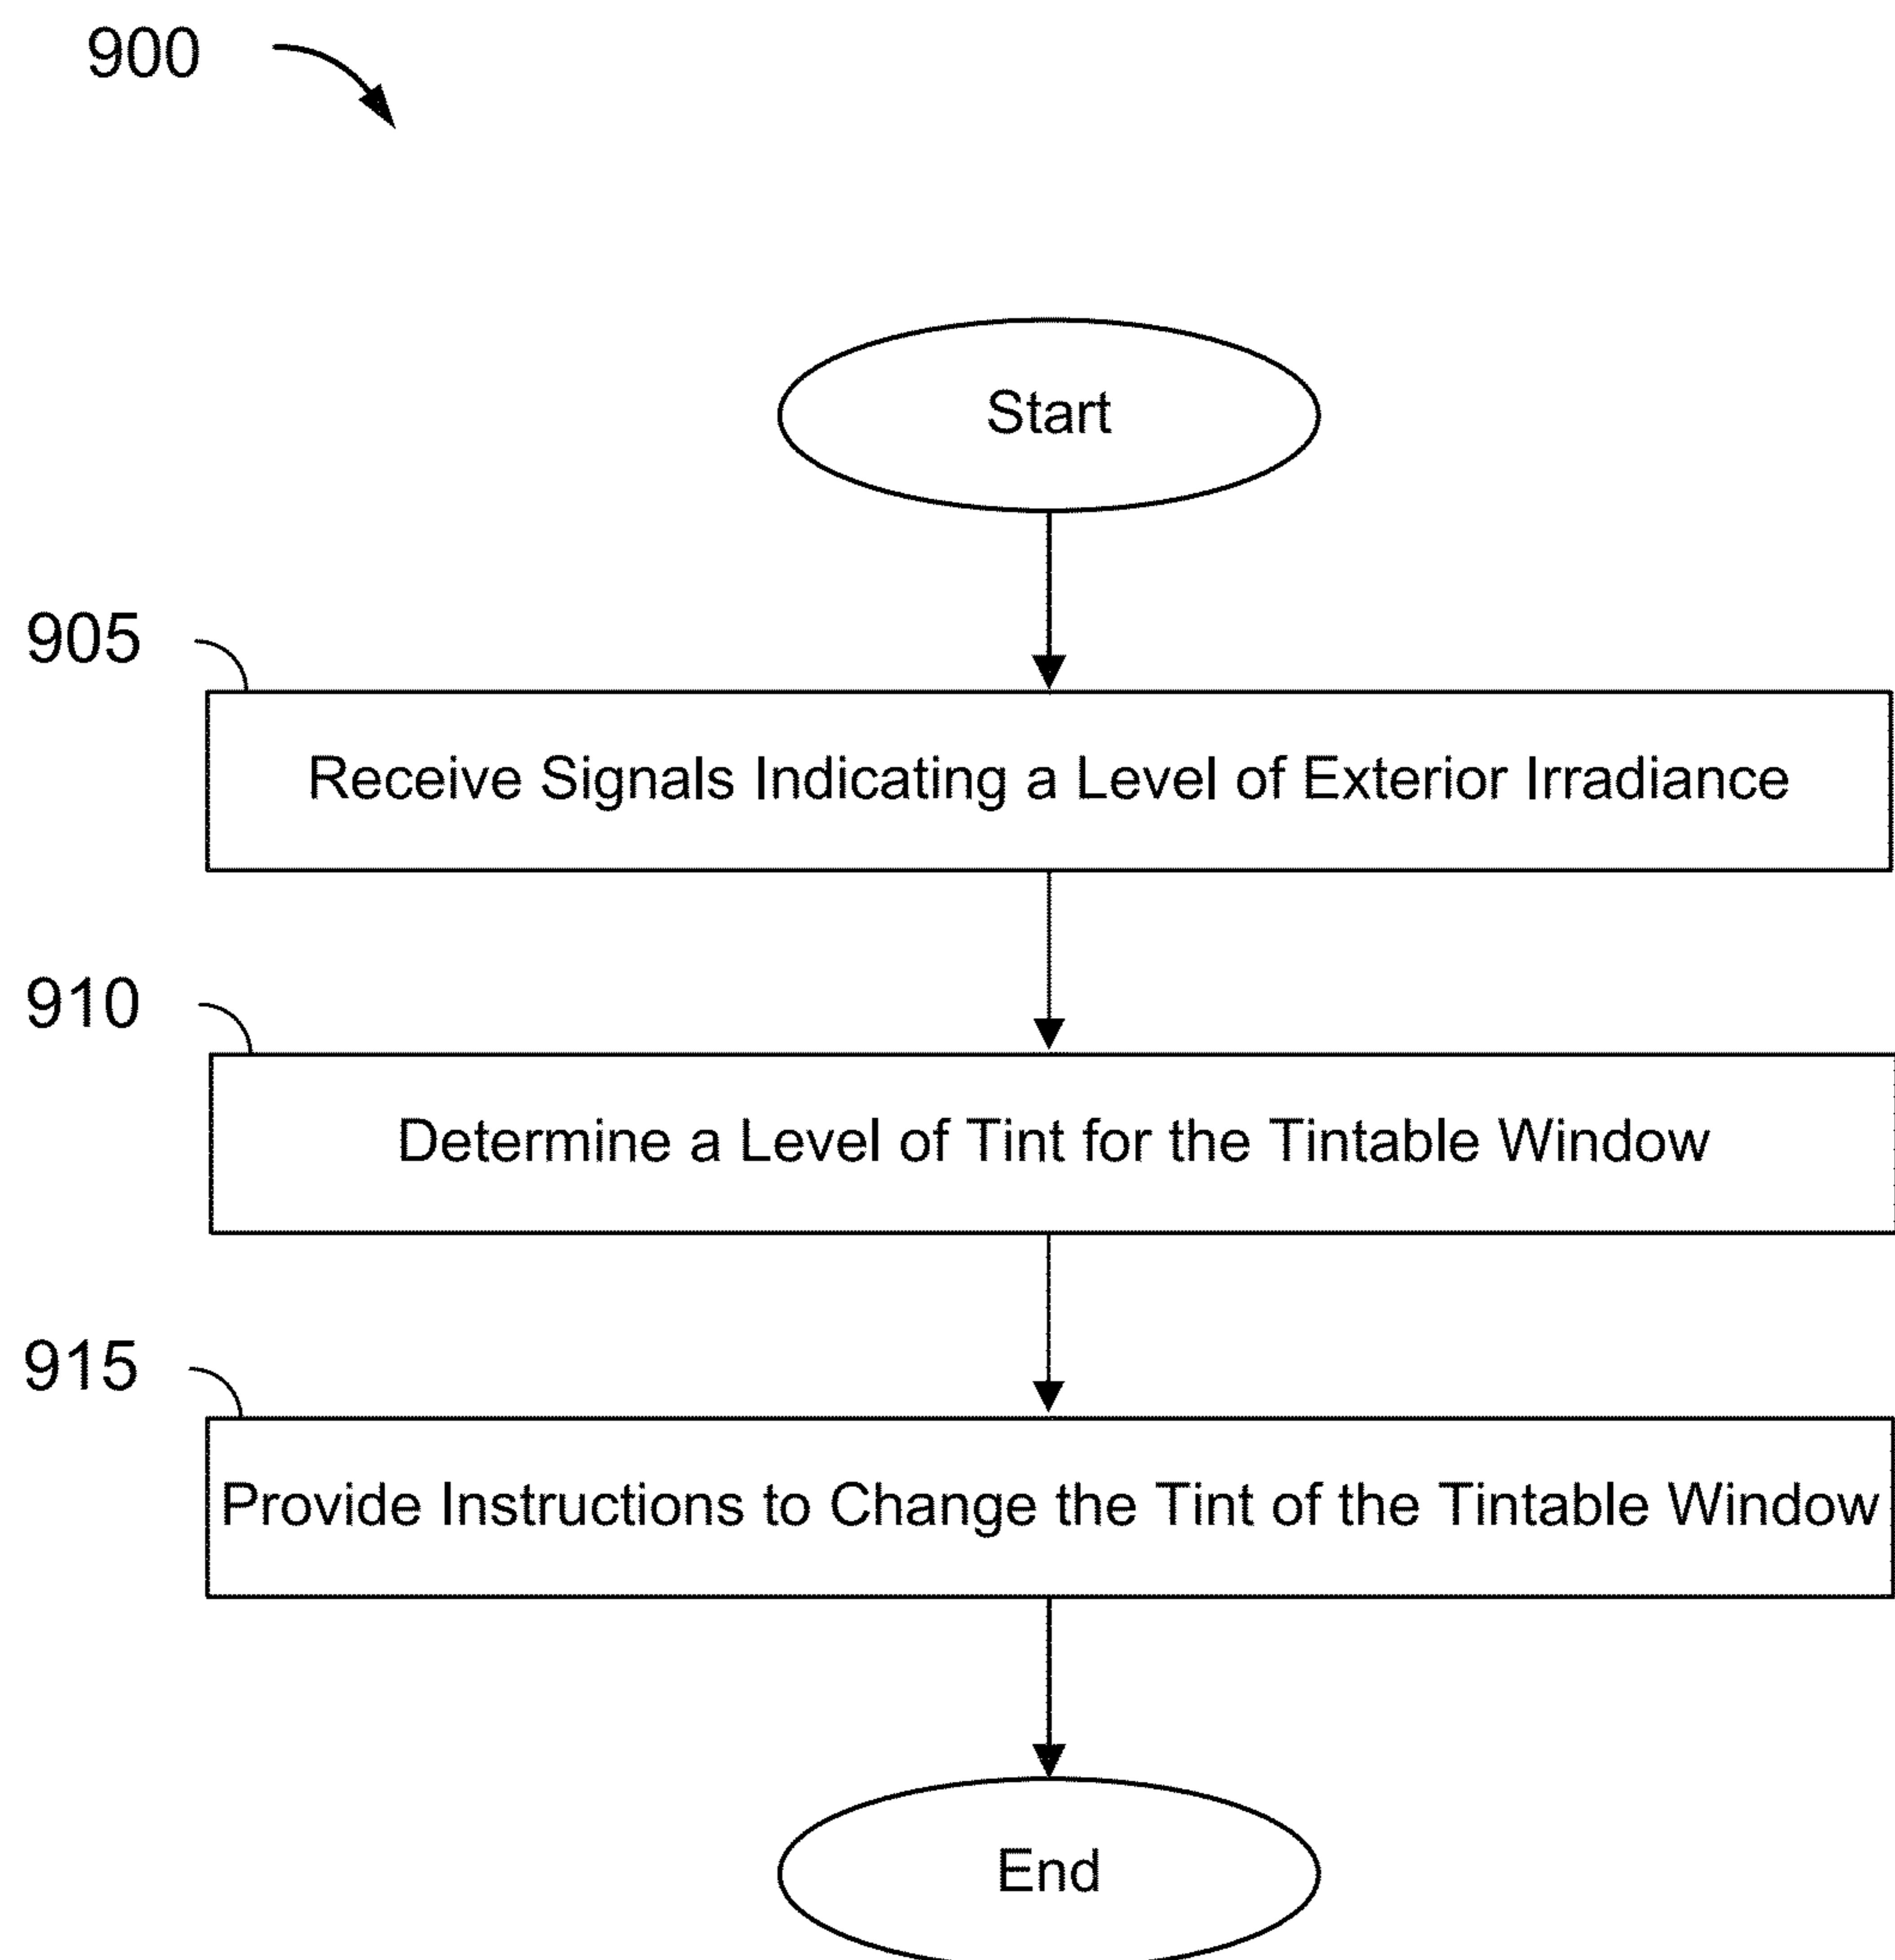 900
Start
905
Receive Signals Indicating a Level of Exterior Irradiance
910
Determine a Level of Tint for the Tintable Window
915
Provide Instructions to Change the Tint of the Tintable Window
End